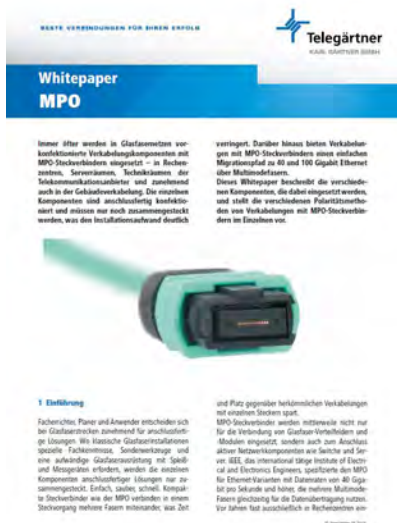 BESTE VERBINDUNGEN FÜR IHREN ERFOLG
Telegärtner
KARL GÄRTNER GMBH
Whitepaper
MPO
Immer öfter werden in Glasfasernetzen vor-
konfektionierte Verkabelungskomponenten mit
MPO-Steckverbindern eingesetzt – in Rechen-
zentren, Serverräumen, Technikräumen der
Telekommunikationsanbieter und zunehmend
auch in der Gebäudeverkabelung. Die einzelnen
Komponenten sind anschlussfertig konfektio-
niert und müssen nur noch zusammengesteckt
werden, was den Installationsaufwand deutlich
verringert. Darüber hinaus bieten Verkabelun-
gen mit MPO-Steckverbindern einen einfachen
Migrationspfad zu 40 und 100 Gigabit Ethernet
über Multimodefasern.
Dieses Whitepaper beschreibt die verschiede-
nen Komponenten, die dabei eingesetzt werden,
und stellt die verschiedenen Polaritätsmetho-
den von Verkabelungen mit MPO-Steckverbin-
dern im Einzelnen vor.
1 Einführung
Facherrichter, Planer und Anwender entscheiden sich
bei Glasfaserstrecken zunehmend für anschlussferti-
ge Lösungen. Wo klassische Glasfaserinstallationen
spezielle Fachkenntnisse, Sonderwerkzeuge und
eine aufwändige Glasfaserausrüstung mit Spleiß-
und Messgeräten erfordern, werden die einzelnen
Komponenten anschlussfertiger Lösungen nur zu-
sammengesteckt. Einfach, sauber, schnell. Kompak-
te Steckverbinder wie der MPO verbinden in einem
Steckvorgang mehrere Fasern miteinander, was Zeit
und Platz gegenüber herkömmlichen Verkabelungen
mit einzelnen Steckern spart.
MPO-Steckverbinder werden mittlerweile nicht nur
für die Verbindung von Glasfaser-Verteilfeldern und
-Modulen eingesetzt, sondern auch zum Anschluss
aktiver Netzwerkkomponenten wie Switche und Ser-
ver. IEEE, das international tätige Institute of Electri-
cal and Electronics Engineers, spezifizierte den MPO
für Ethernet-Varianten mit Datenraten von 40 Giga-
bit pro Sekunde und höher, die mehrere Multimode-
Fasern gleichzeitig für die Datenübertragung nutzen.
Vor Jahren fast ausschließlich in Rechenzentren ein-